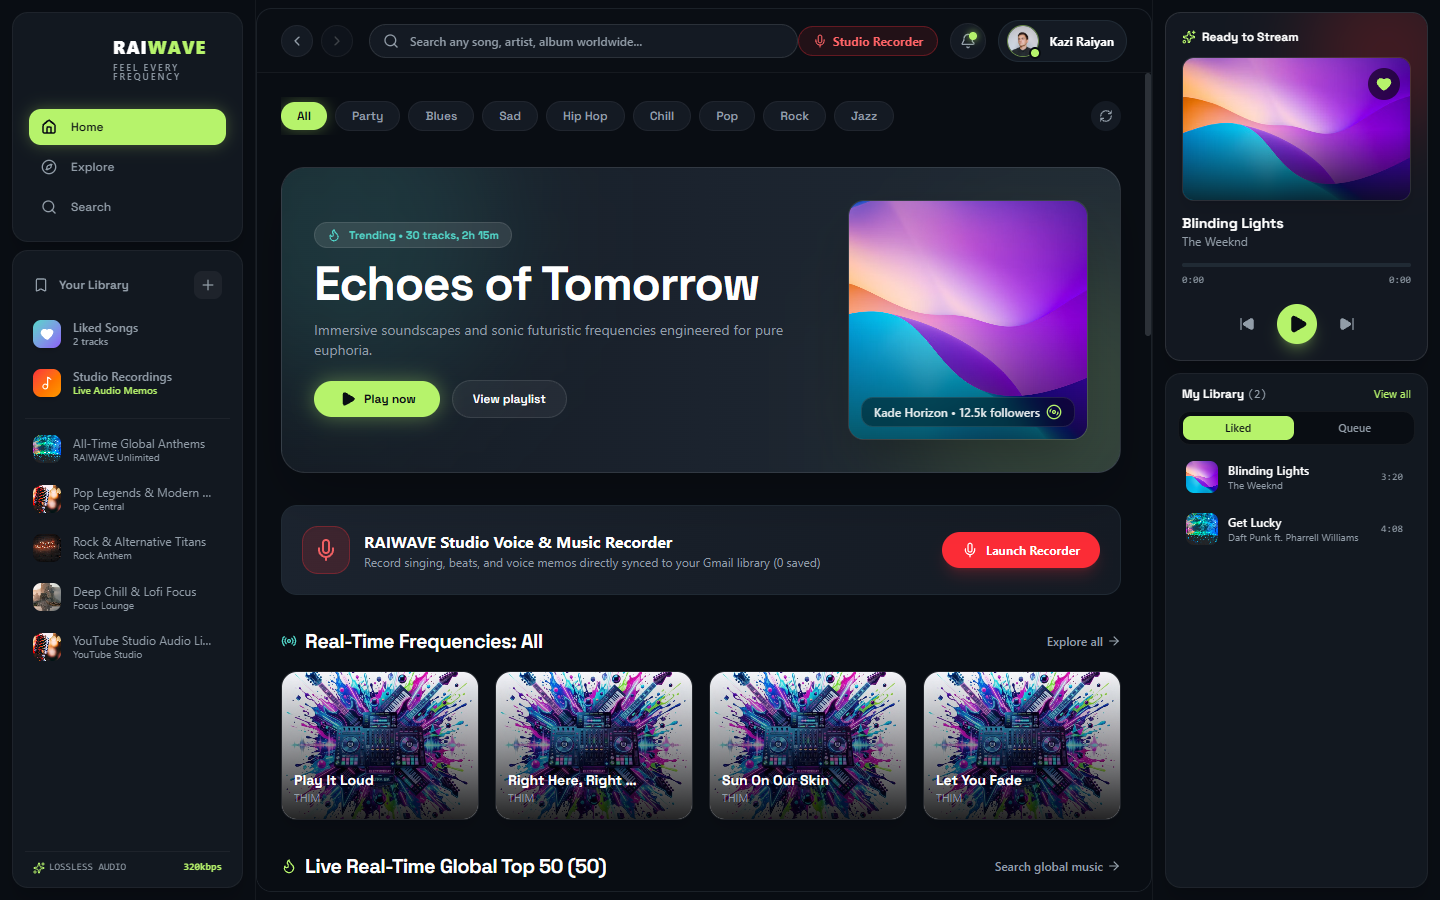 RAIWAVE
FEEL EVERY
FREQUENCY
Home
Explore
Search
Your Library
Liked Songs
2 tracks
Studio Recordings
Live Audio Memos
All-Time Global Anthems
RAIWAVE Unlimited
Pop Legends & Modern ...
Pop Central
Rock & Alternative Titans
Rock Anthem
Deep Chill & Lofi Focus
Focus Lounge
YouTube Studio Audio Li...
YouTube Studio
LOSSLESS AUDIO 320kbps
Search any song, artist, album worldwide...
Studio Recorder
Kazi Raiyan
All Party Blues Sad Hip Hop Chill Pop Rock Jazz
Trending • 30 tracks, 2h 15m
Echoes of Tomorrow
Immersive soundscapes and sonic futuristic frequencies engineered for pure
euphoria.
Play now View playlist
Kade Horizon • 12.5k followers
RAIWAVE Studio Voice & Music Recorder
Record singing, beats, and voice memos directly synced to your Gmail library (0 saved)
Launch Recorder
Real-Time Frequencies: All
Explore all
Play It Loud
THIM
Right Here, Right ...
THIM
Sun On Our Skin
THIM
Let You Fade
THIM
Live Real-Time Global Top 50 (50)
Search global music
Ready to Stream
Blinding Lights
The Weeknd
0:00 0:00
My Library (2) View all
Liked Queue
Blinding Lights
The Weeknd
3:20
Get Lucky
Daft Punk ft. Pharrell Williams
4:08